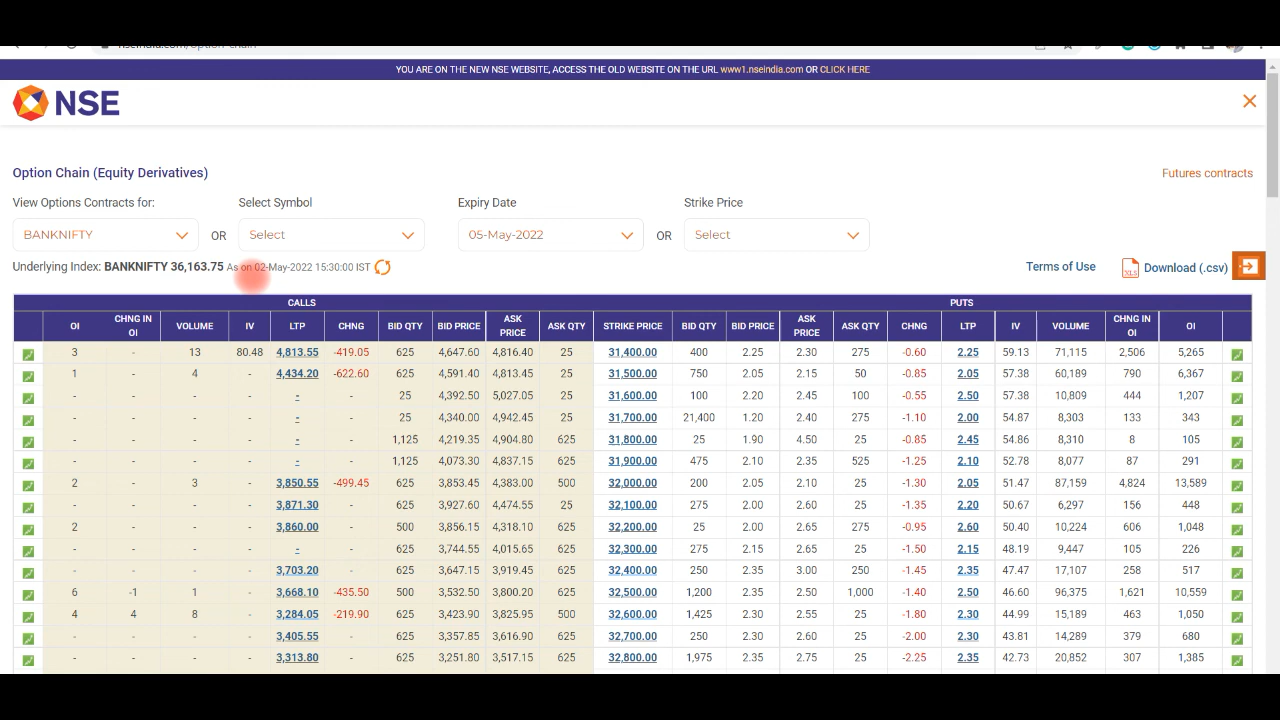 YOU ARE ON THE NEW NSE WEBSITE, ACCESS THE OLD WEBSITE ON THE URL www1.nseindia.com OR CLICK HERE
NSE
Option Chain (Equity Derivatives)
Futures contracts
View Options Contracts for: Select Symbol Expiry Date Strike Price
BANKNIFTY OR Select 05-May-2022 OR Select
Underlying Index: BANKNIFTY 36,163.75 As on 02-May-2022 15:30:00 IST
Terms of Use XLS Download (.csv)
CALLS PUTS
OI CHNG IN OI VOLUME IV LTP CHNG BID QTY BID PRICE ASK PRICE ASK QTY STRIKE PRICE BID QTY BID PRICE ASK PRICE ASK QTY CHNG LTP IV VOLUME CHNG IN OI OI
3 - 13 80.48 4,813.55 -419.05 625 4,647.60 4,816.40 25 31,400.00 400 2.25 2.30 275 -0.60 2.25 59.13 71,115 2,506 5,265
1 - 4 - 4,434.20 -622.60 625 4,591.40 4,813.45 25 31,500.00 750 2.05 2.15 50 -0.85 2.05 57.38 60,189 790 6,367
- - - - - - 25 4,392.50 5,027.05 25 31,600.00 100 2.20 2.45 100 -0.55 2.50 57.38 10,809 444 1,207
- - - - - - 25 4,340.00 4,942.45 25 31,700.00 21,400 1.20 2.40 275 -1.10 2.00 54.87 8,303 133 343
- - - - - - 1,125 4,219.35 4,904.80 625 31,800.00 25 1.90 4.50 25 -0.85 2.45 54.86 8,310 8 105
- - - - - - 1,125 4,073.30 4,837.15 625 31,900.00 475 2.10 2.35 525 -1.25 2.10 52.78 8,077 87 291
2 - 3 - 3,850.55 -499.45 625 3,853.45 4,383.00 500 32,000.00 200 2.05 2.10 25 -1.30 2.05 51.47 87,159 4,824 13,589
- - - - 3,871.30 - 625 3,927.60 4,474.55 25 32,100.00 275 2.00 2.60 25 -1.35 2.20 50.67 6,297 156 448
2 - - - 3,860.00 - 500 3,856.15 4,318.10 625 32,200.00 25 2.00 2.65 275 -0.95 2.60 50.40 10,224 606 1,048
- - - - - - 625 3,744.55 4,015.65 625 32,300.00 275 2.15 2.65 25 -1.50 2.15 48.19 9,447 105 226
- - - - 3,703.20 - 625 3,647.15 3,919.45 625 32,400.00 250 2.35 3.00 250 -1.45 2.35 47.47 17,107 258 517
6 -1 1 - 3,668.10 -435.50 500 3,532.50 3,800.20 625 32,500.00 1,200 2.35 2.50 1,000 -1.40 2.50 46.60 96,375 1,621 10,559
4 4 8 - 3,284.05 -219.90 625 3,423.90 3,825.95 500 32,600.00 1,425 2.35 2.55 25 -1.80 2.30 44.99 15,189 463 1,050
- - - - 3,405.55 - 625 3,357.85 3,616.90 625 32,700.00 250 2.30 2.60 25 -2.00 2.30 43.81 14,289 379 680
- - - - 3,313.80 - 625 3,251.80 3,517.15 625 32,800.00 1,975 2.35 2.75 25 -2.25 2.35 42.73 20,852 307 1,385